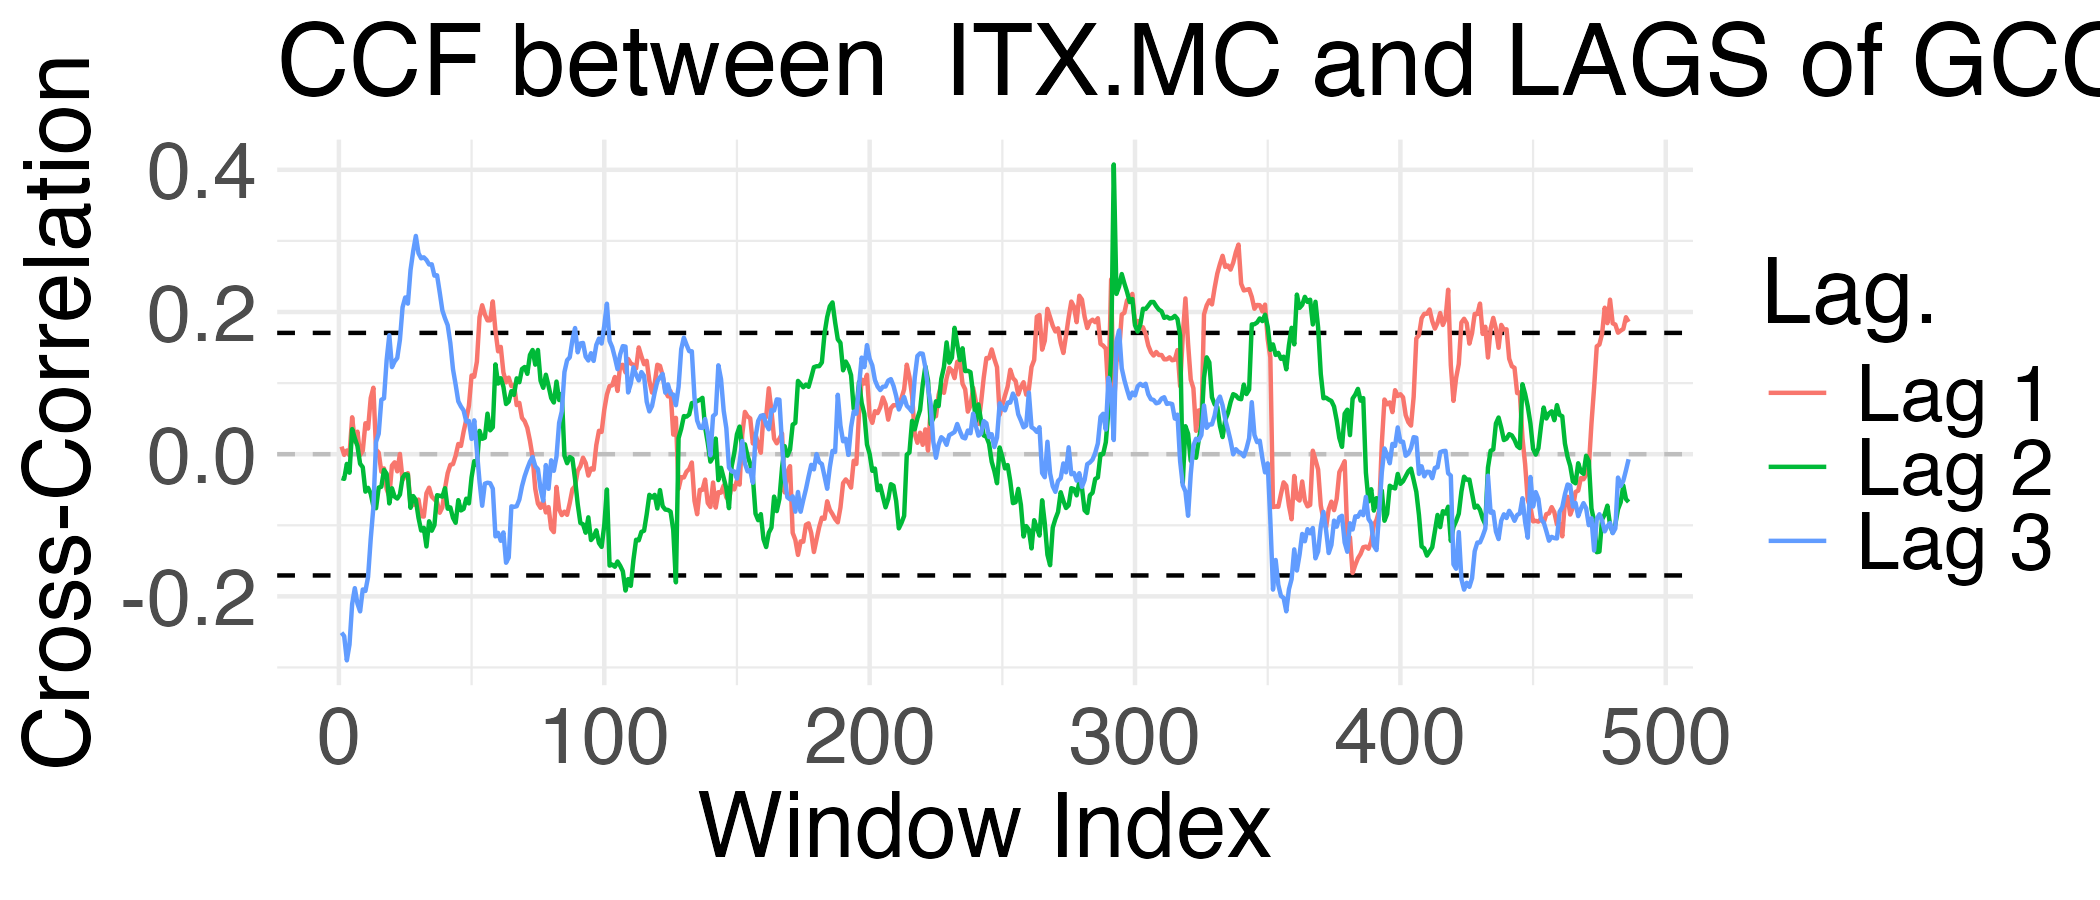 CCF between  ITX.MC and LAGS of
Cross-Correlation
0.4
0.2
0.0
-0.2
0 100 200 300 400 500
Window Index
Lag.
Lag 1
Lag 2
Lag 3